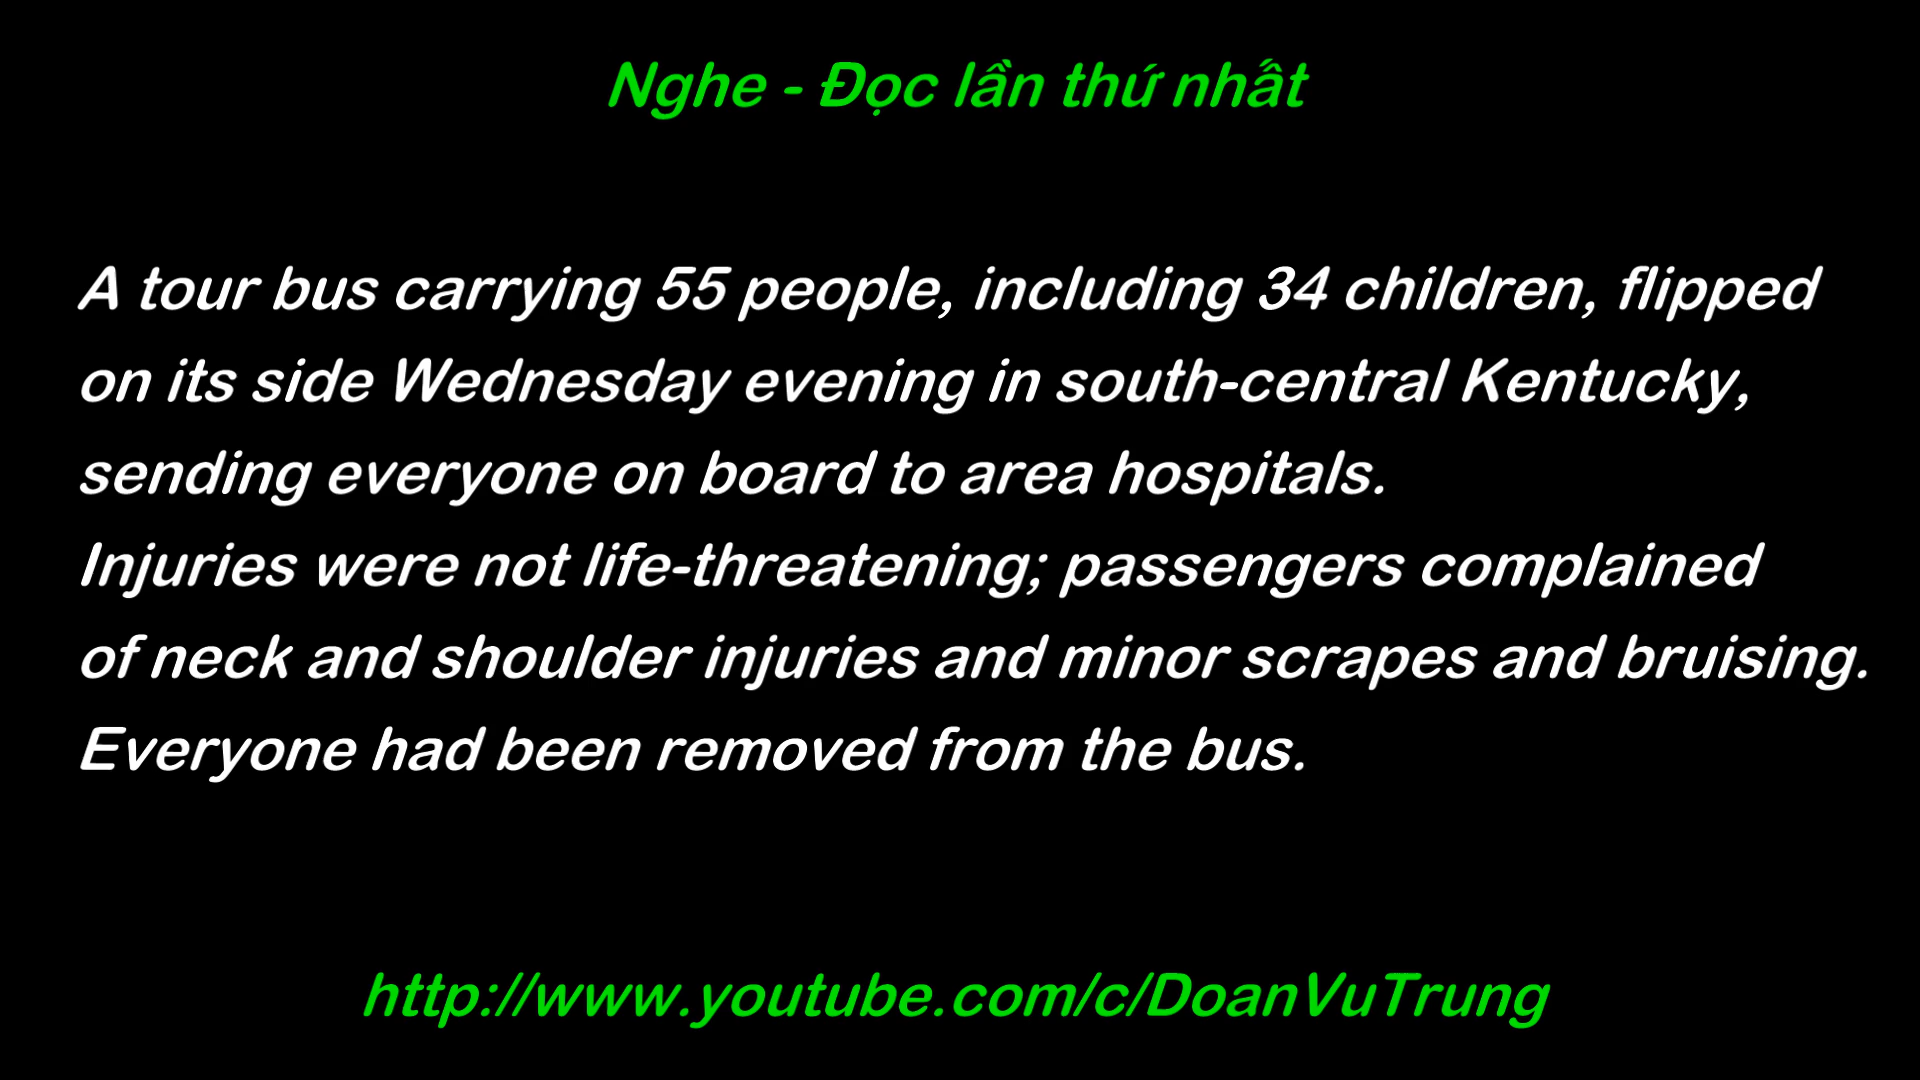 Nghe - Đọc lần thứ nhất
A tour bus carrying 55 people, including 34 children, flipped
on its side Wednesday evening in south-central Kentucky,
sending everyone on board to area hospitals.
Injuries were not life-threatening; passengers complained
of neck and shoulder injuries and minor scrapes and bruising.
Everyone had been removed from the bus.
http://www.youtube.com/c/DoanVuTrung